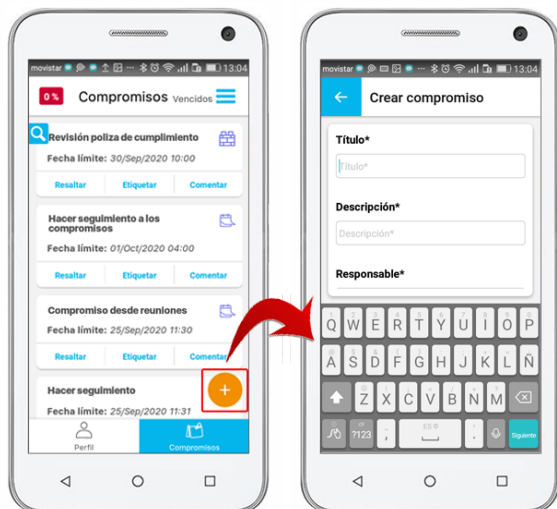 movistar 13:04
0 % Compromisos Vencidos
Revisión poliza de cumplimiento
Fecha límite: 30/Sep/2020 10:00
Resaltar Etiquetar Comentar
Hacer seguimiento a los
compromisos
Fecha límite: 01/Oct/2020 04:00
Resaltar Etiquetar Comentar
Compromiso desde reuniones
Fecha límite: 25/Sep/2020 11:30
Resaltar Etiquetar Comentar
Hacer seguimiento
Fecha límite: 25/Sep/2020 11:31
+
Perfil Compromisos
movistar 13:04
Crear compromiso
Título*
Título*
Descripción*
Descripción*
Responsable*
Q W E R T Y U I O P
A S D F G H J K L Ñ
Z X C V B N M
?123 , ES . Siguiente